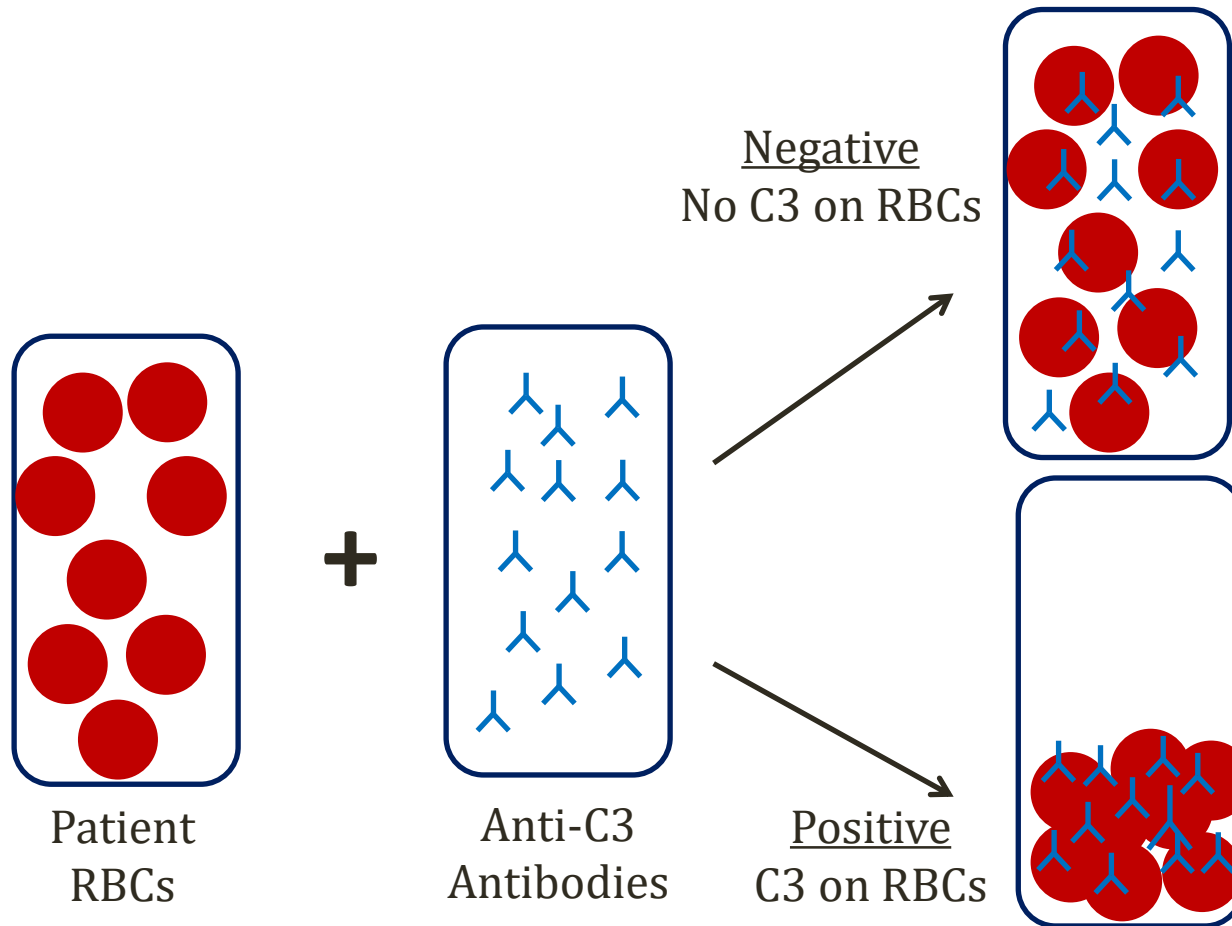 Negative
No C3 on RBCs
+
Patient
RBCs
Anti-C3
Antibodies
Positive
C3 on RBCs